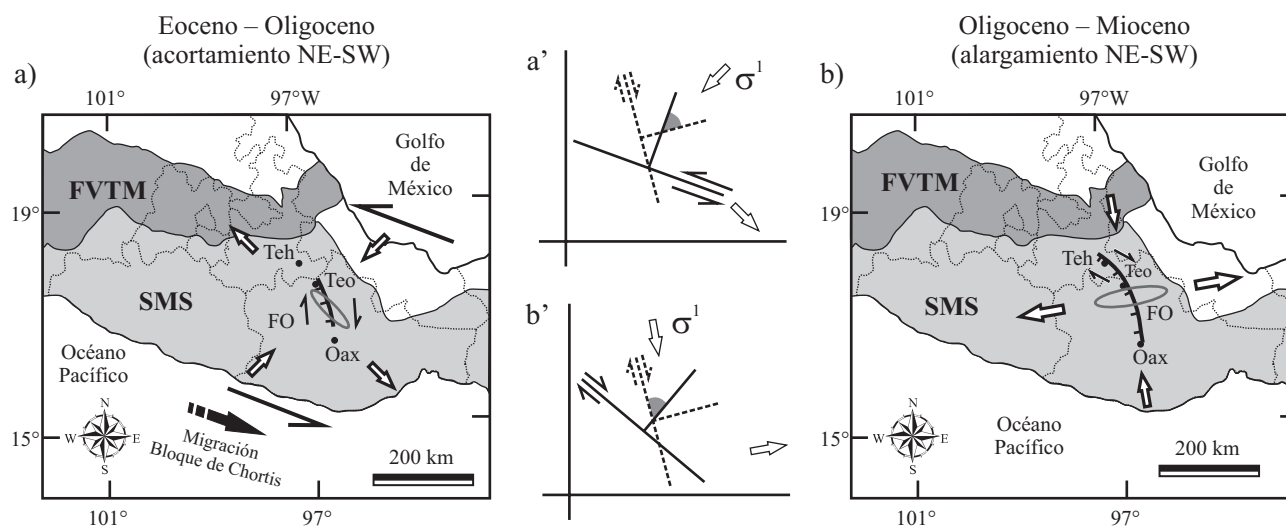 Eoceno – Oligoceno
(acortamiento NE-SW)
a)
101°
97°W
Golfo
de
México
FVTM
19°
Teh
Teo
SMS
FO
Oax
Océano
Pacífico
N
W
E
S
15°
Migración
Bloque de Chortis
200 km
101°
97°
a’
σ¹
b’
σ¹
Oligoceno – Mioceno
(alargamiento NE-SW)
b)
101°
97°W
Golfo
de
México
FVTM
19°
Teh
Teo
SMS
FO
Oax
Océano
Pacífico
N
W
E
S
15°
200 km
101°
97°